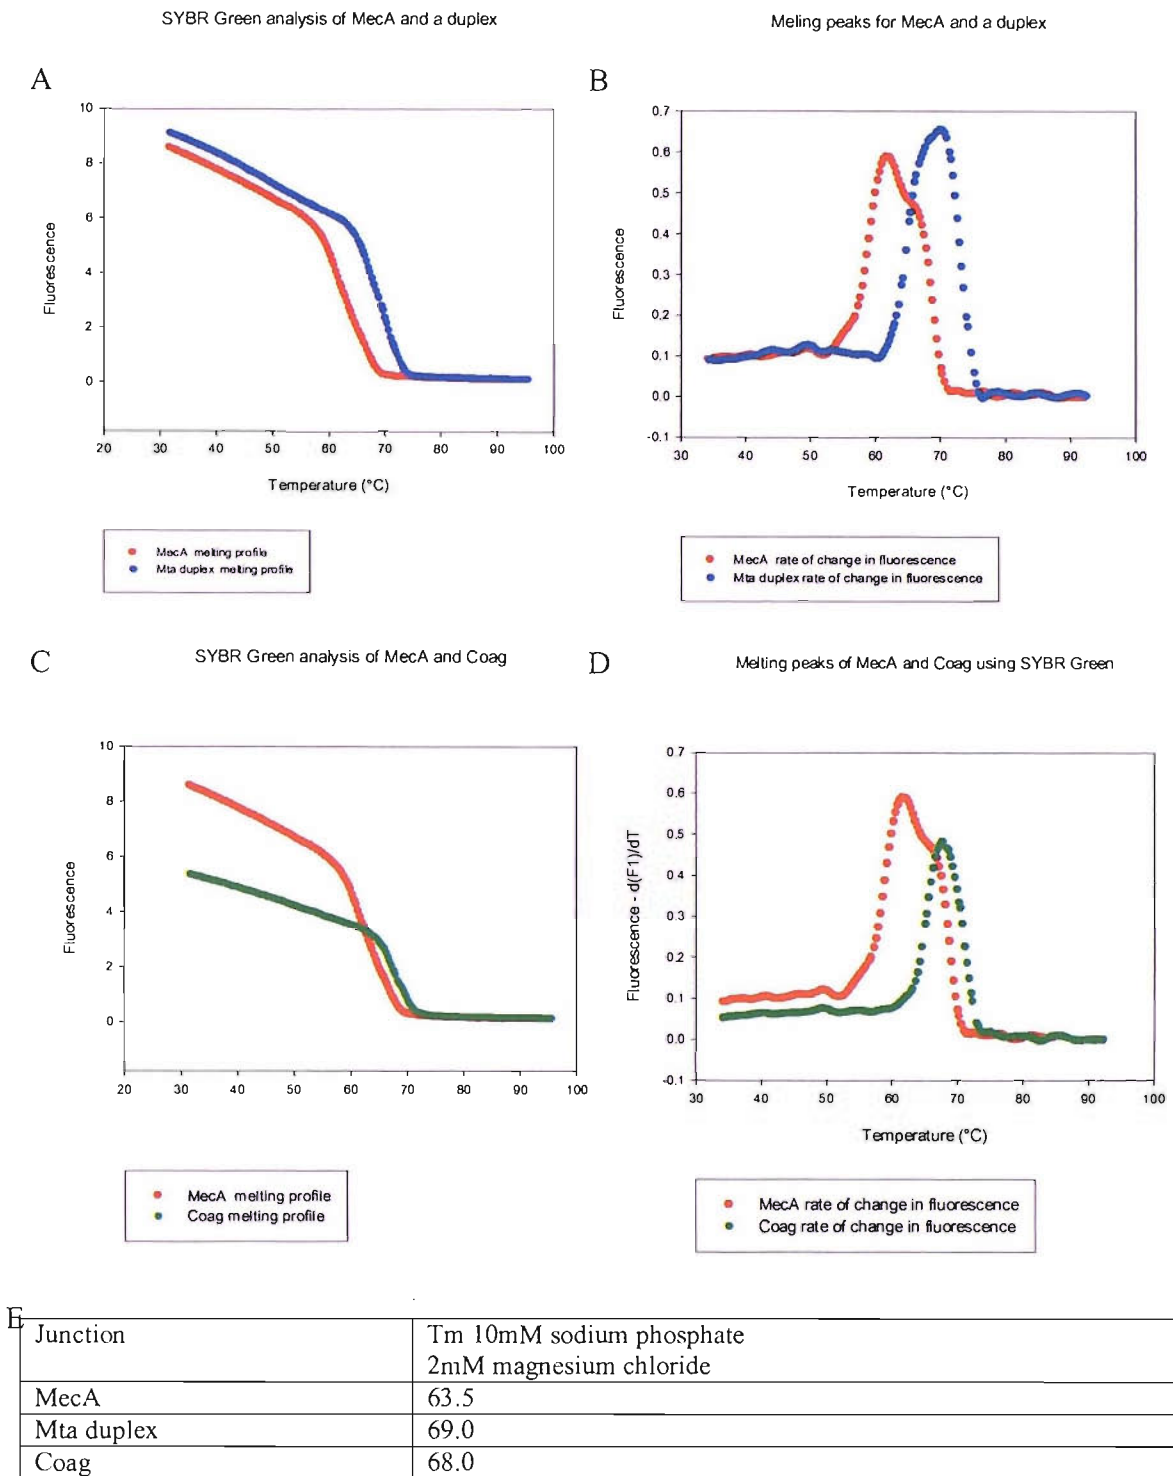 SYBR Green analysis of MecA and a duplex
Meling peaks for MecA and a duplex
A
B
Fluorescence
10
8
6
4
2
0
20 30 40 50 60 70 80 90 100
Temperature (°C)
MecA melting profile
Mta duplex melting profile
Fluorescence
0.7
0.6
0.5
0.4
0.3
0.2
0.1
0.0
-0.1
30 40 50 60 70 80 90 100
Temperature (°C)
MecA rate of change in fluorescence
Mta duplex rate of change in fluorescence
C
SYBR Green analysis of MecA and Coag
D
Melting peaks of MecA and Coag using SYBR Green
Fluorescence
10
8
6
4
2
0
20 30 40 50 60 70 80 90 100
MecA melting profile
Coag melting profile
Fluorescence - d(F1)/dT
0.7
0.6
0.5
0.4
0.3
0.2
0.1
0.0
-0.1
30 40 50 60 70 80 90 100
Temperature (°C)
MecA rate of change in fluorescence
Coag rate of change in fluorescence
E
Junction
Tm 10mM sodium phosphate
2mM magnesium chloride
MecA 63.5
Mta duplex 69.0
Coag 68.0